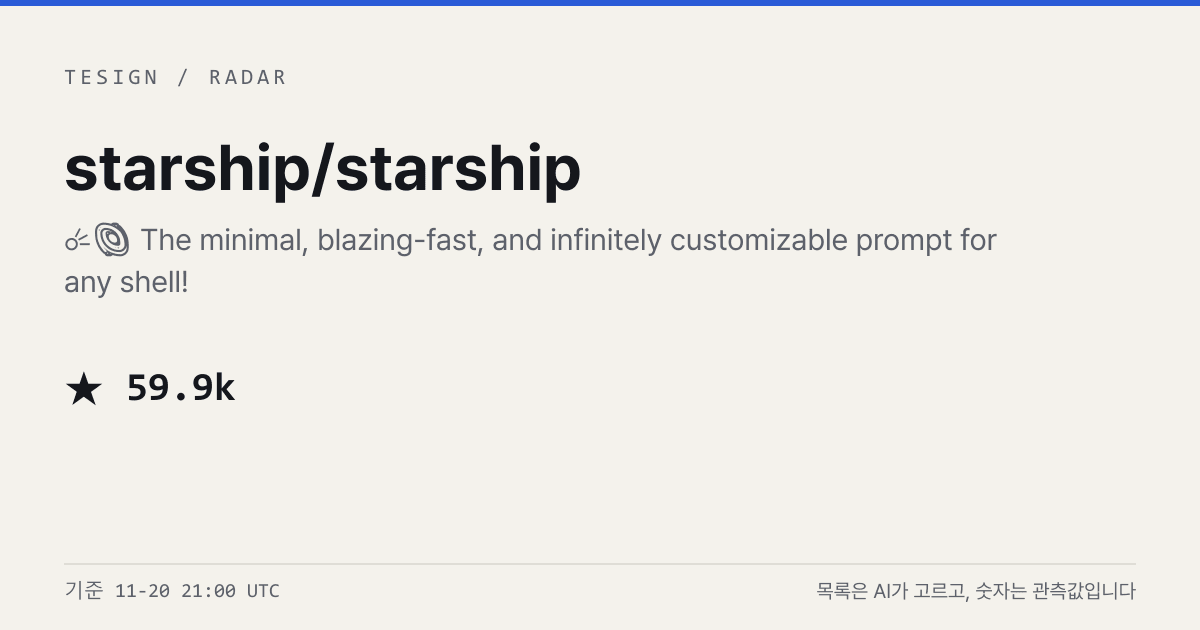 TESIGN / RADAR
starship/starship
☄🌌 The minimal, blazing-fast, and infinitely customizable prompt for
any shell!
★ 59.9k
기준 11-20 21:00 UTC
목록은 AI가 고르고, 숫자는 관측값입니다